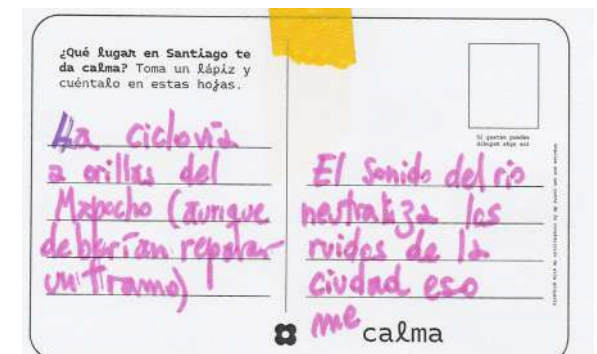 ¿Qué lugar en Santiago te
da calma? Toma un lápiz y
cuéntalo en estas hojas.
La ciclovía
a orillas del
Mapocho (aunque
deberían reparar
un tramo)
Si gustas puedes
dibujar algo aquí
El sonido del rio
neutraliza los
ruidos de la
ciudad eso
me calma